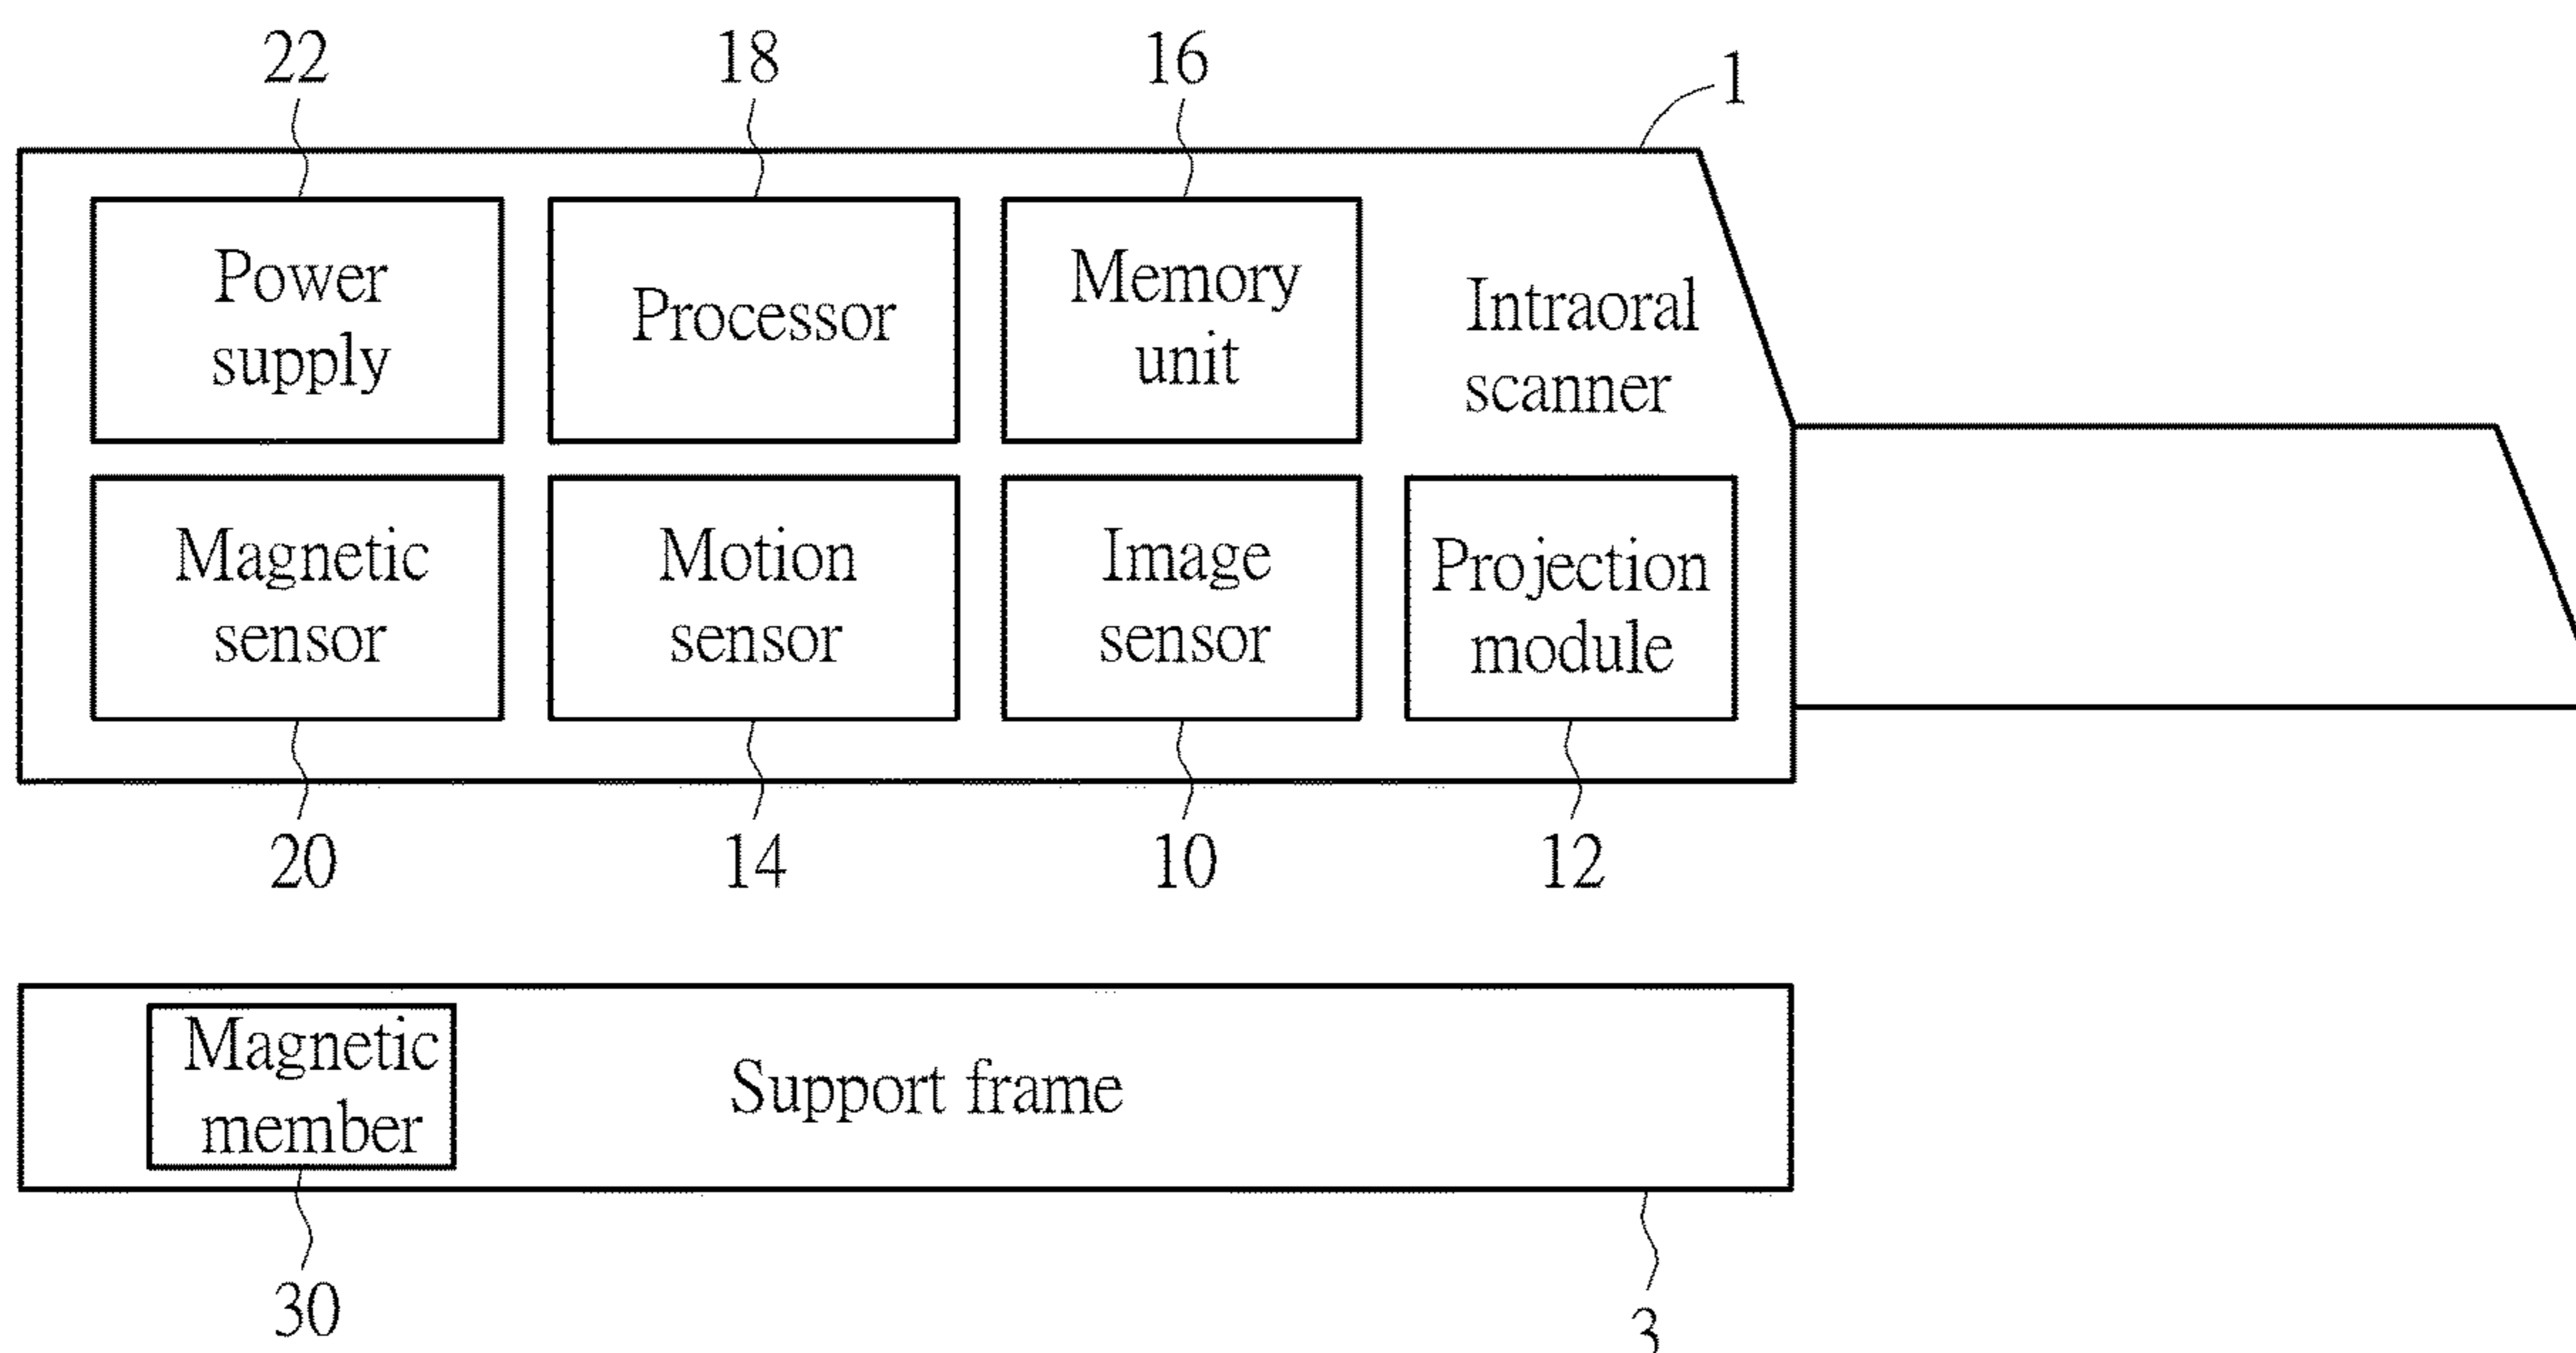 22
18
16
1
Power
supply
Processor
Memory
unit
Intraoral
scanner
Magnetic
sensor
Motion
sensor
Image
sensor
Projection
module
20
14
10
12
Magnetic
member
Support frame
30
3